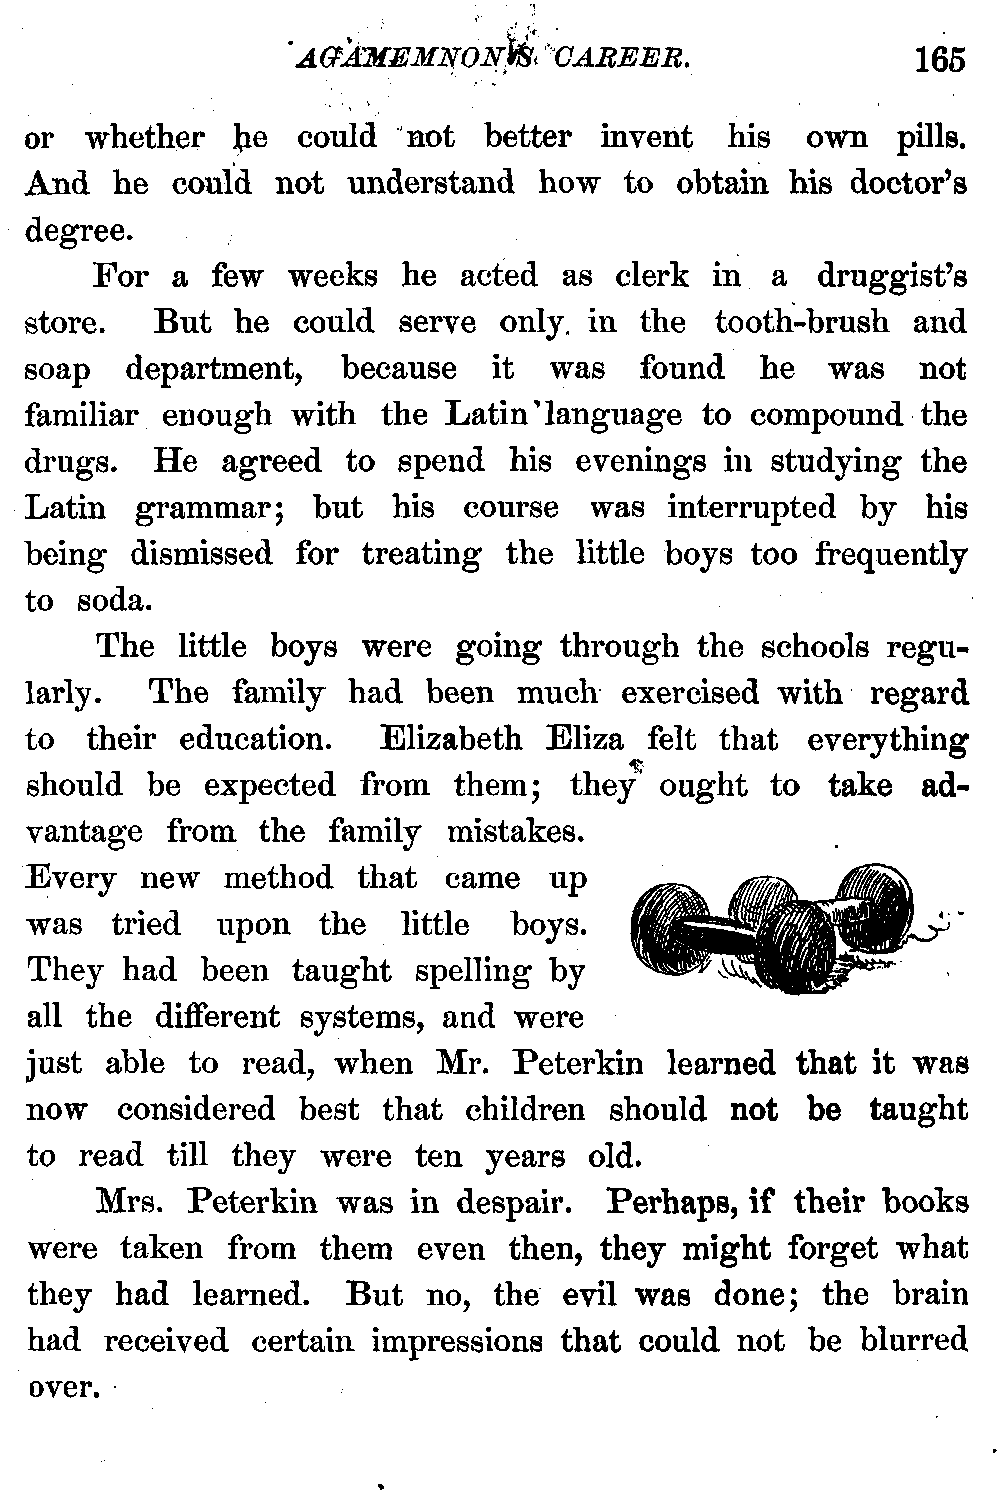 AGAMEMNON'S CAREER. 165
or whether he could not better invent his own pills.
And he could not understand how to obtain his doctor's
degree.
For a few weeks he acted as clerk in a druggist's
store. But he could serve only in the tooth-brush and
soap department, because it was found he was not
familiar enough with the Latin language to compound the
drugs. He agreed to spend his evenings in studying the
Latin grammar; but his course was interrupted by his
being dismissed for treating the little boys too frequently
to soda.
The little boys were going through the schools regu-
larly. The family had been much exercised with regard
to their education. Elizabeth Eliza felt that everything
should be expected from them; they ought to take ad-
vantage from the family mistakes.
Every new method that came up
was tried upon the little boys.
They had been taught spelling by
all the different systems, and were
just able to read, when Mr. Peterkin learned that it was
now considered best that children should not be taught
to read till they were ten years old.
Mrs. Peterkin was in despair. Perhaps, if their books
were taken from them even then, they might forget what
they had learned. But no, the evil was done; the brain
had received certain impressions that could not be blurred
over.